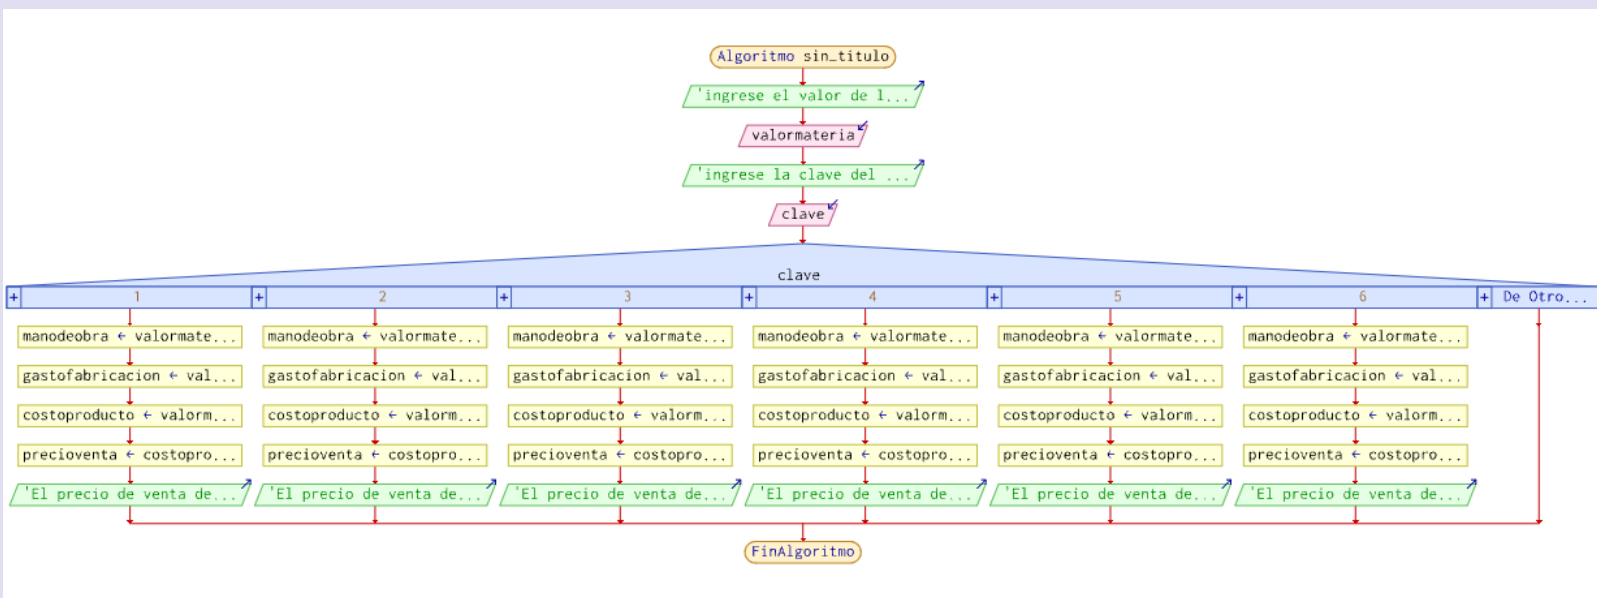 Algoritmo sin_titulo
'ingrese el valor de l...
valormateria
'ingrese la clave del ...
clave
clave
+ 1 + 2 + 3 + 4 + 5 + 6 + De Otro...
manodeobra ← valormate... manodeobra ← valormate... manodeobra ← valormate... manodeobra ← valormate... manodeobra ← valormate... manodeobra ← valormate...
gastofabricacion ← val... gastofabricacion ← val... gastofabricacion ← val... gastofabricacion ← val... gastofabricacion ← val... gastofabricacion ← val...
costoproducto ← valorm... costoproducto ← valorm... costoproducto ← valorm... costoproducto ← valorm... costoproducto ← valorm... costoproducto ← valorm...
precioventa ← costopro... precioventa ← costopro... precioventa ← costopro... precioventa ← costopro... precioventa ← costopro... precioventa ← costopro...
'El precio de venta de... 'El precio de venta de... 'El precio de venta de... 'El precio de venta de... 'El precio de venta de... 'El precio de venta de...
FinAlgoritmo